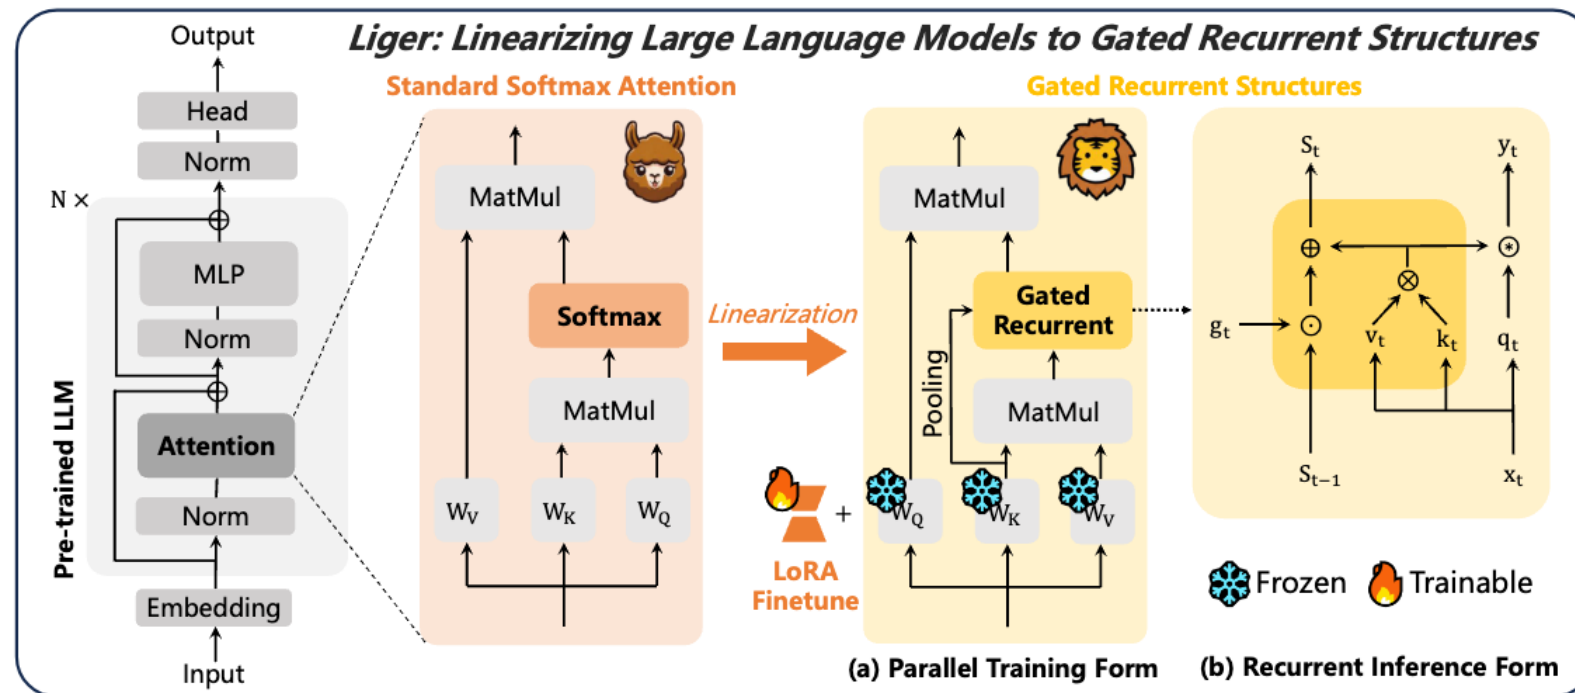 Liger: Linearizing Large Language Models to Gated Recurrent Structures
Output
Head
Norm
N ×
MLP
Norm
Attention
Norm
Embedding
Input
Pre-trained LLM
Standard Softmax Attention
MatMul
Softmax
MatMul
W_V
W_K
W_Q
Linearization
Gated Recurrent Structures
MatMul
Gated
Recurrent
Pooling
MatMul
W_Q
W_K
W_V
+
LoRA
Finetune
(a) Parallel Training Form
S_t
y_t
g_t
v_t
k_t
q_t
S_{t−1}
x_t
Frozen
Trainable
(b) Recurrent Inference Form